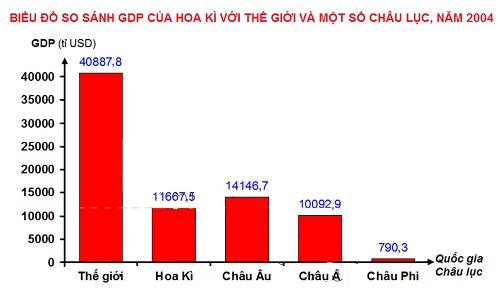 BIỂU ĐỒ SO SÁNH GDP CỦA HOA KÌ VỚI THẾ GIỚI VÀ MỘT SỐ CHÂU LỤC, NĂM 2004
GDP (tỉ USD)
40887,8
40000
35000
30000
25000
20000
15000
10000
5000
0000
11667,5
14146,7
10092,9
790,3
Quốc gia
Châu lục
Thế giới Hoa Kì Châu Âu Châu Á Châu Phi